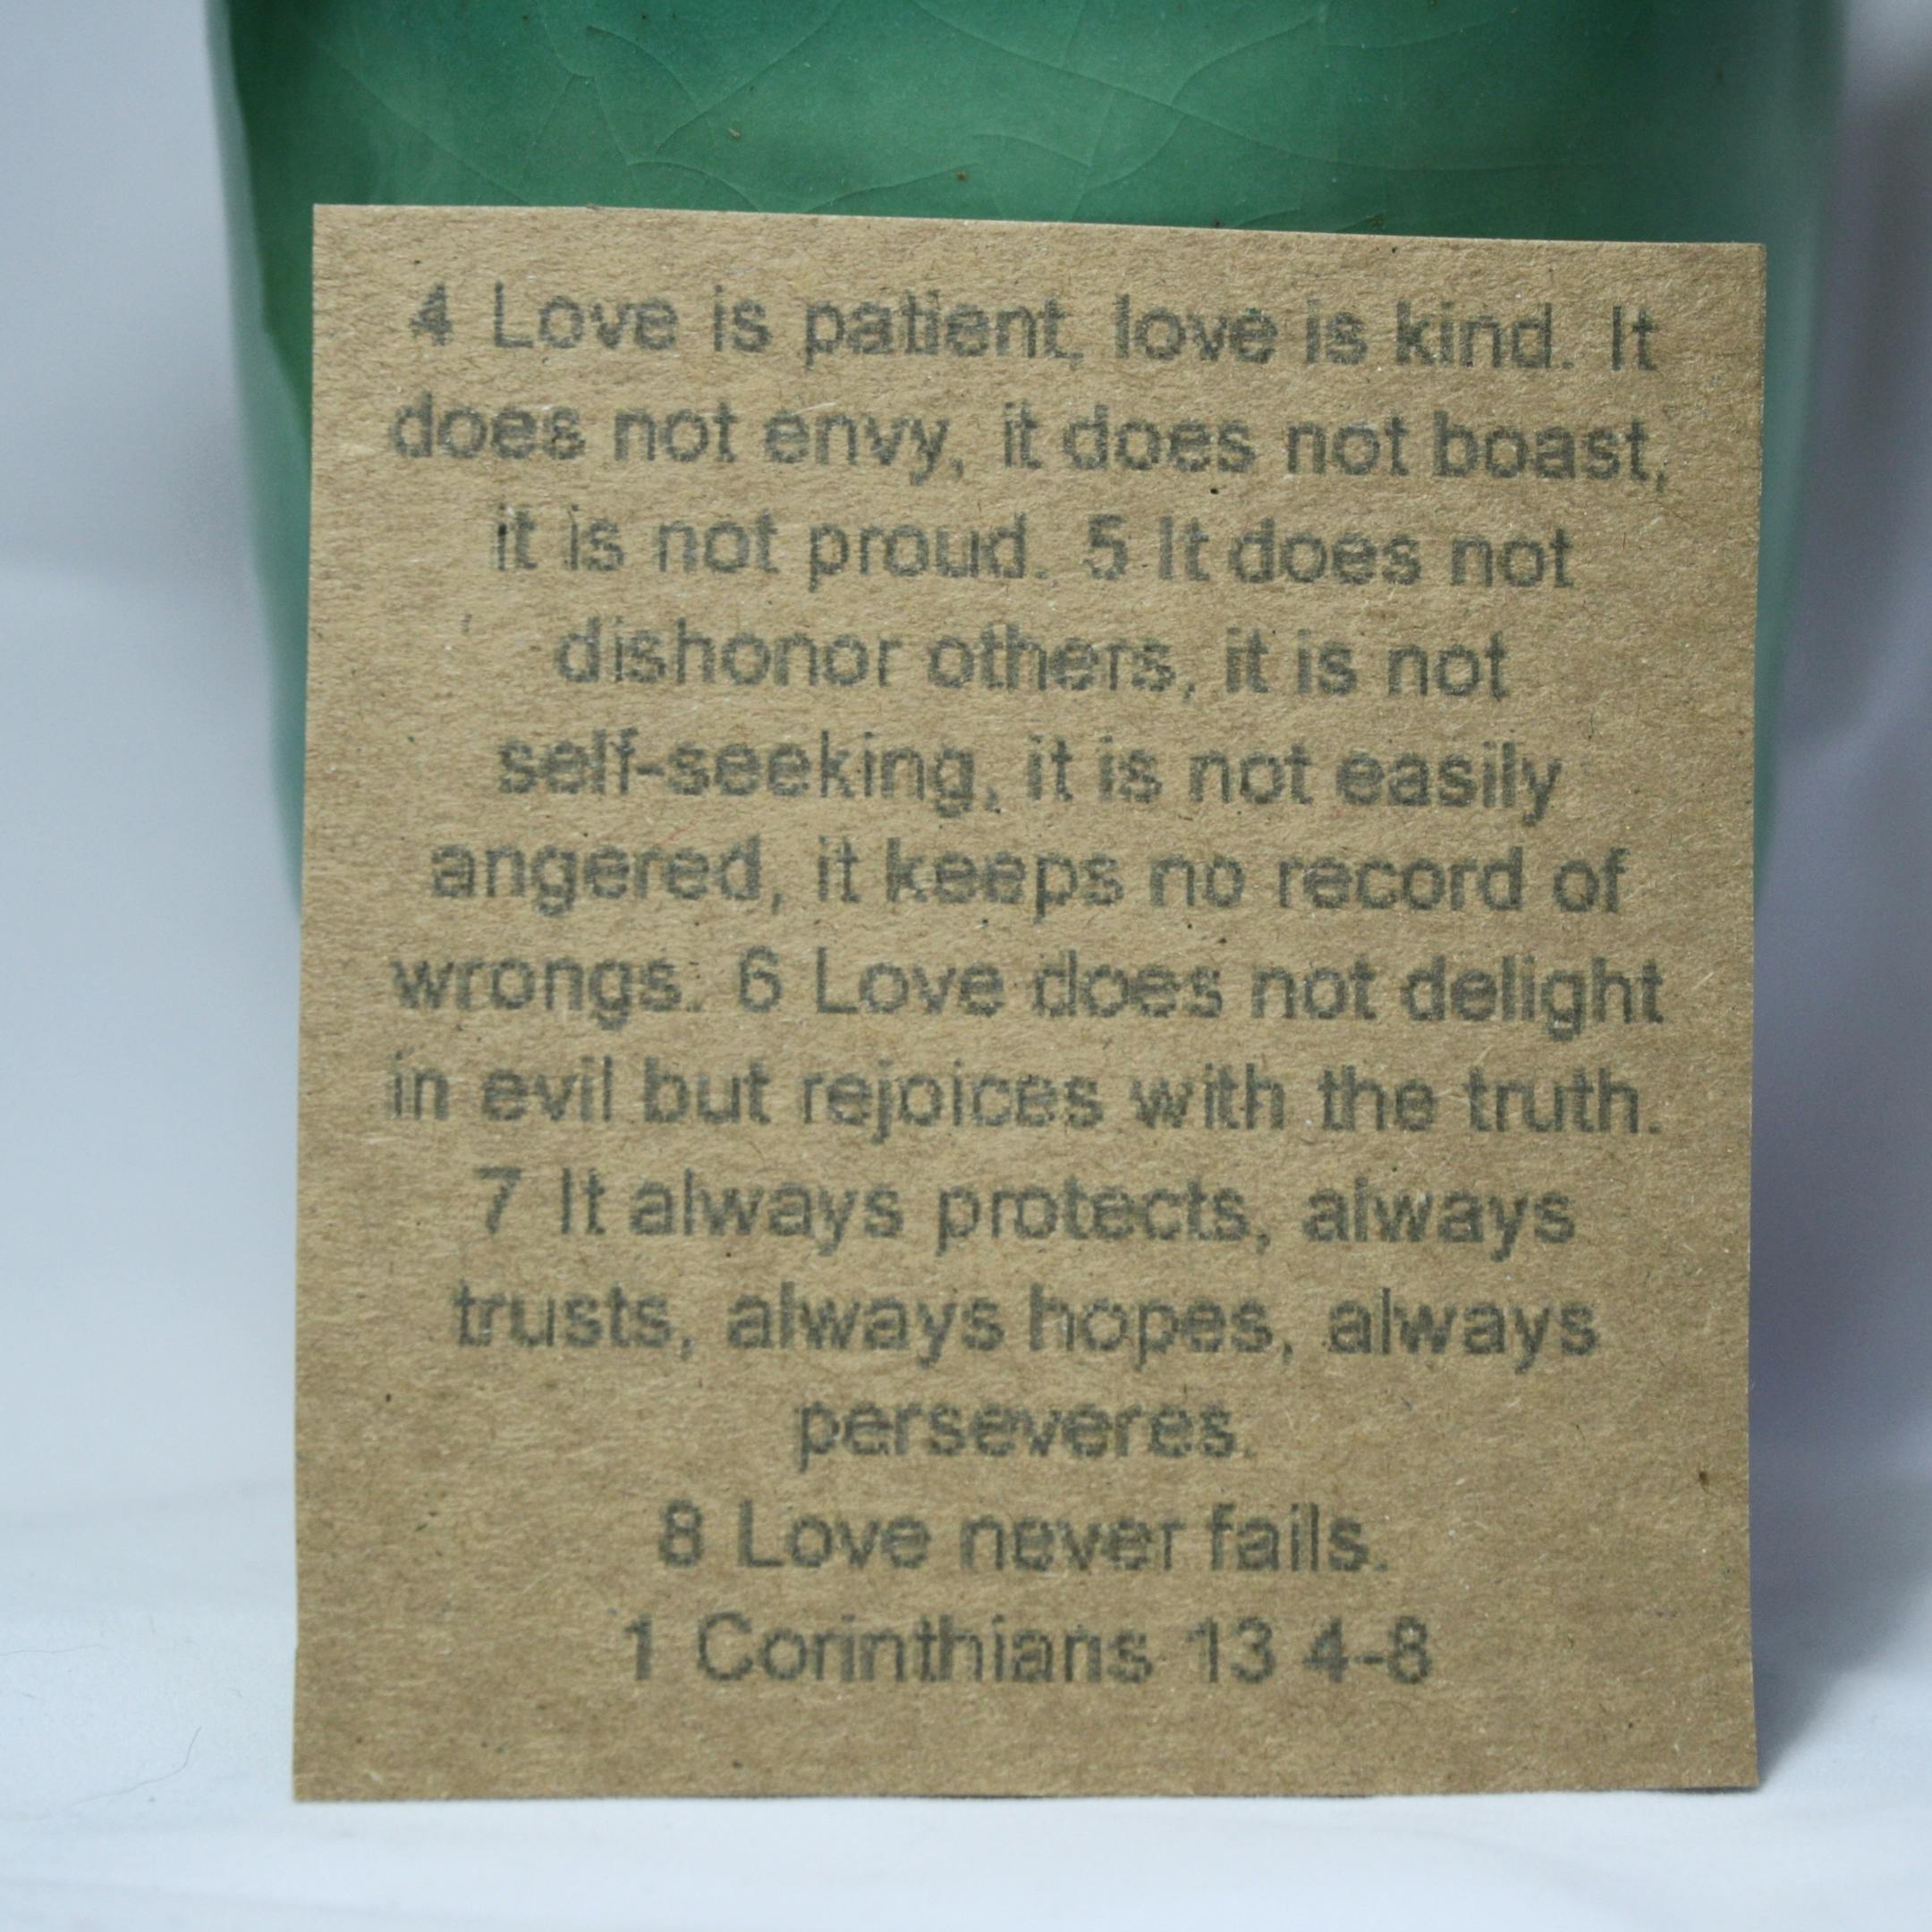 4 Love is patient, love is kind. It
does not envy, it does not boast,
it is not proud. 5 It does not
dishonor others, it is not
self-seeking, it is not easily
angered, it keeps no record of
wrongs. 6 Love does not delight
in evil but rejoices with the truth.
7 It always protects, always
trusts, always hopes, always
perseveres.
8 Love never fails.
1 Corinthians 13 4-8